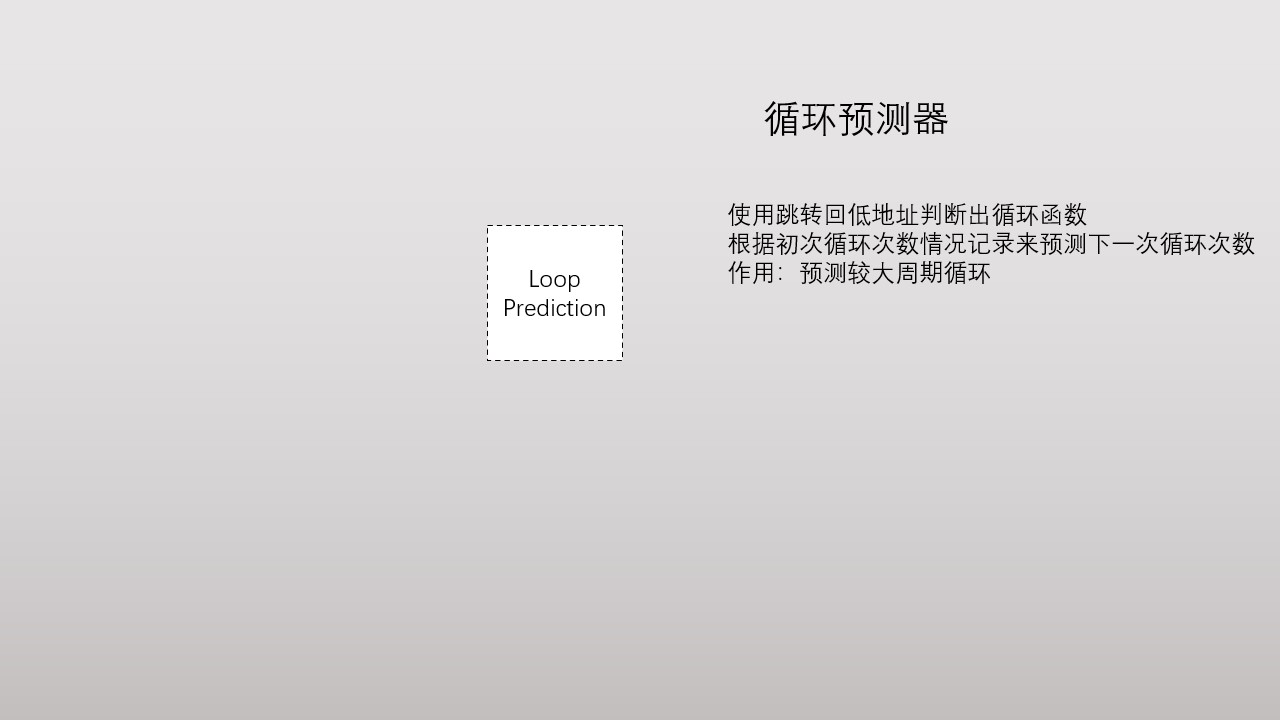 循环预测器
使用跳转回低地址判断出循环函数
根据初次循环次数情况记录来预测下一次循环次数
作用：预测较大周期循环
Loop
Prediction